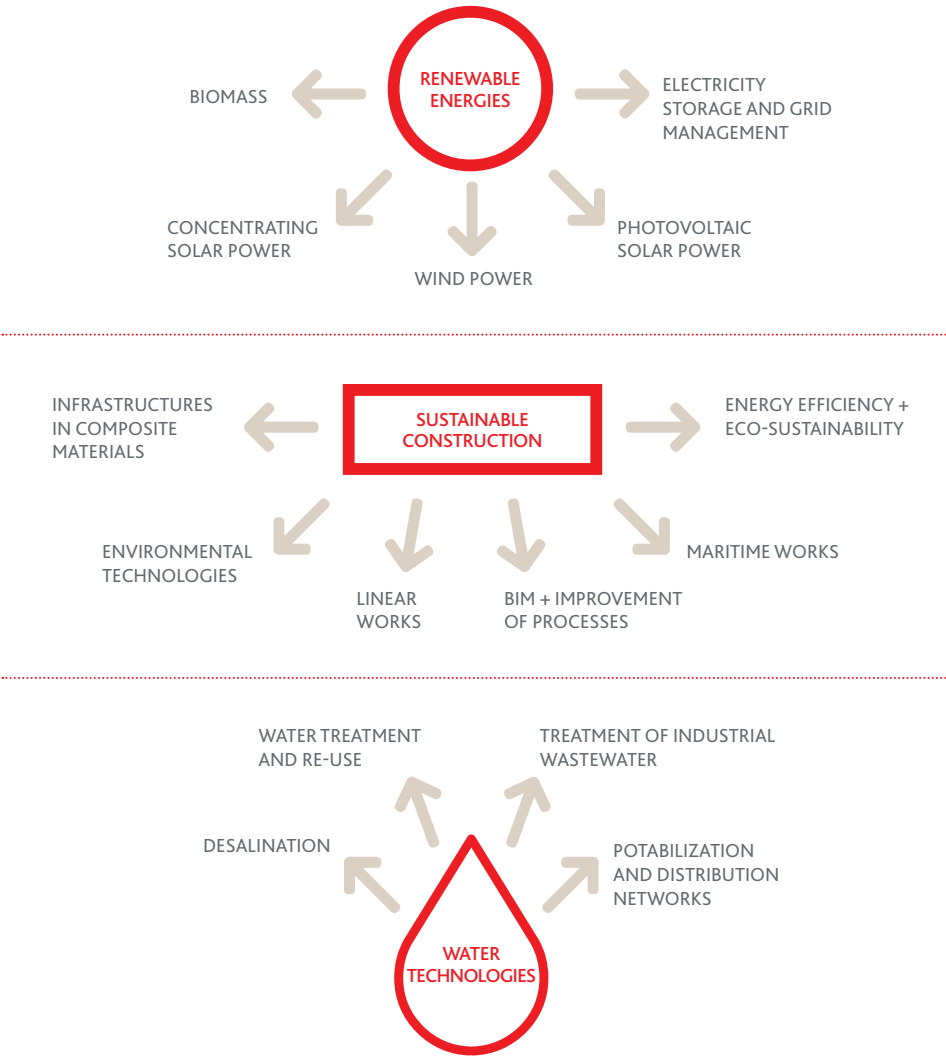 RENEWABLE
ENERGIES
BIOMASS
ELECTRICITY
STORAGE AND GRID
MANAGEMENT
CONCENTRATING
SOLAR POWER
WIND POWER
PHOTOVOLTAIC
SOLAR POWER
SUSTAINABLE
CONSTRUCTION
INFRASTRUCTURES
IN COMPOSITE
MATERIALS
ENERGY EFFICIENCY +
ECO-SUSTAINABILITY
ENVIRONMENTAL
TECHNOLOGIES
LINEAR
WORKS
BIM + IMPROVEMENT
OF PROCESSES
MARITIME WORKS
WATER TREATMENT
AND RE-USE
TREATMENT OF INDUSTRIAL
WASTEWATER
DESALINATION
POTABILIZATION
AND DISTRIBUTION
NETWORKS
WATER
TECHNOLOGIES